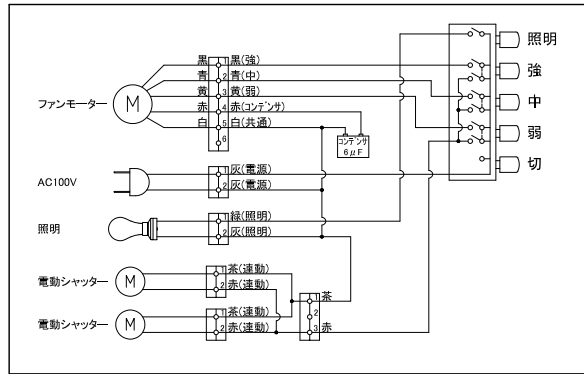 ファンモーター
M
黒
青
黄
赤
白
1
2
3
4
5
6
黒(強)
青(中)
黄(弱)
赤(コンデンサ)
白(共通)
コンデンサ
6μF
照明
強
中
弱
切
AC100V
1
2
灰(電源)
灰(電源)
照明
1
2
緑(照明)
灰(照明)
電動シャッター
M
1
2
茶(連動)
赤(連動)
電動シャッター
M
1
2
茶(連動)
赤(連動)
1
2
3
茶
赤